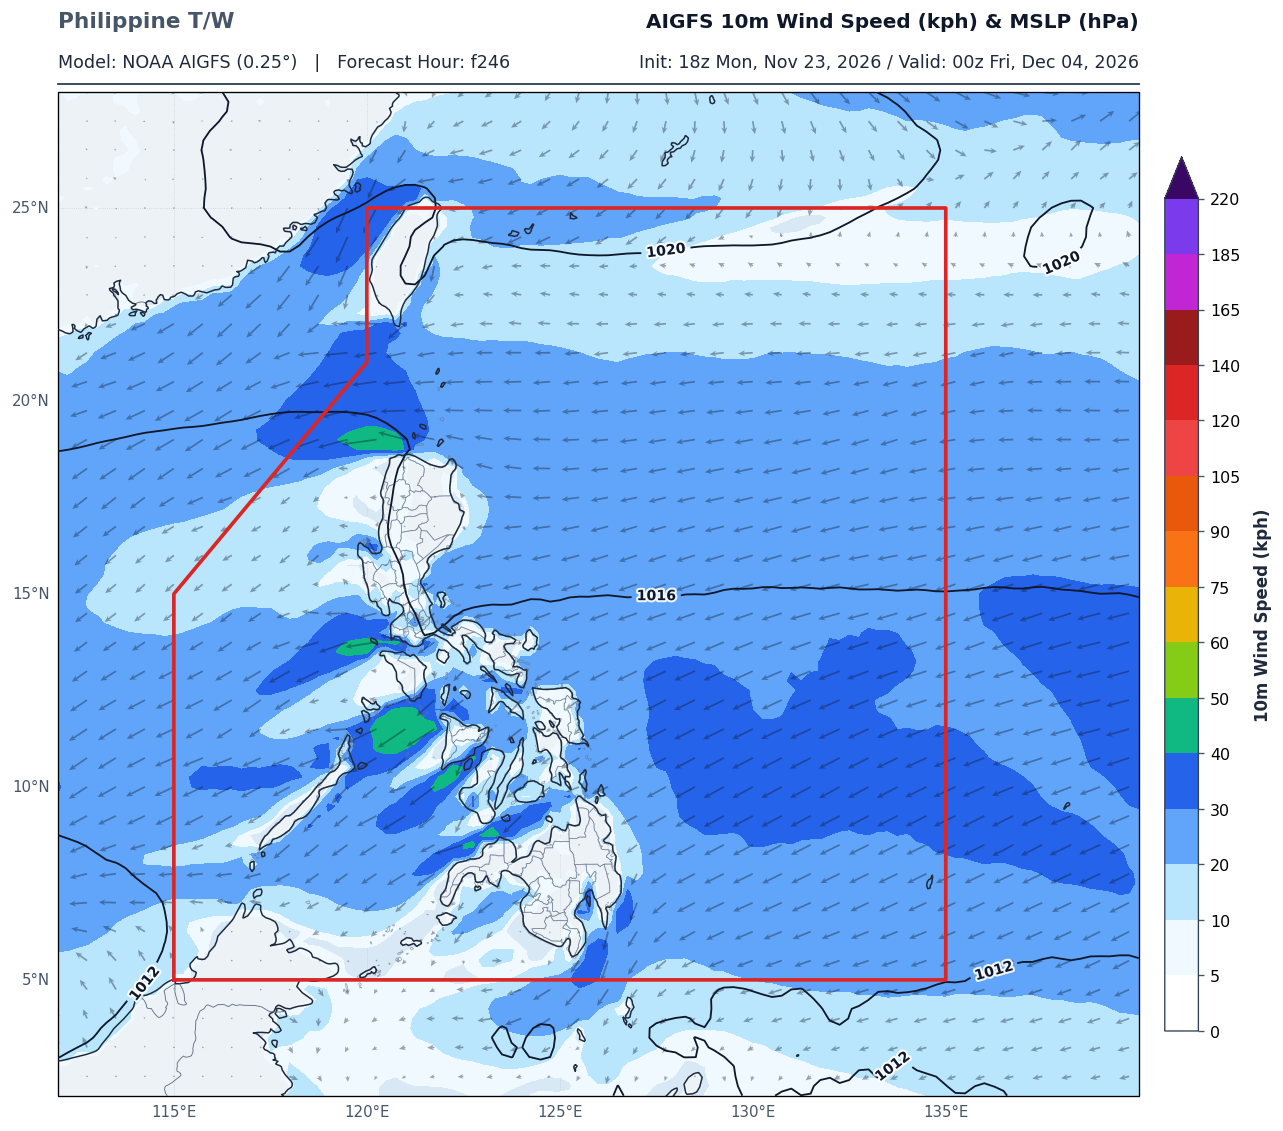 Philippine T/W
AIGFS 10m Wind Speed (kph) & MSLP (hPa)
Model: NOAA AIGFS (0.25°) | Forecast Hour: f246
Init: 18z Mon, Nov 23, 2026 / Valid: 00z Fri, Dec 04, 2026
25°N
20°N
15°N
10°N
5°N
115°E
120°E
125°E
130°E
135°E
1020
1020
1016
1012
1012
1012
220
185
165
140
120
105
90
75
60
50
40
30
20
10
5
0
10m Wind Speed (kph)